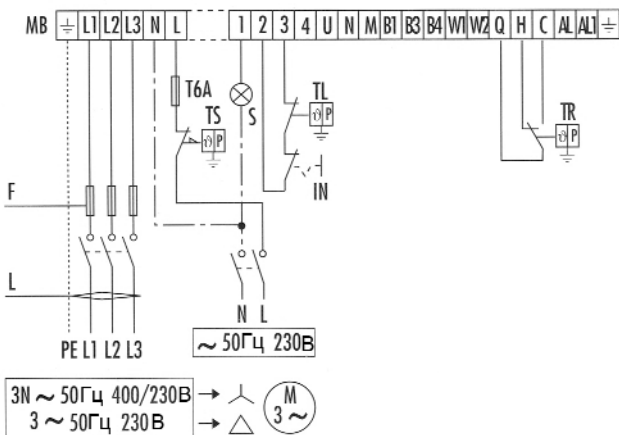 MB ⏚ L1 L2 L3 N L 1 2 3 4 U N M B1 B3 B4 W1 W2 Q H C AL AL1 ⏚
T6A
TS
ϑ P
S
TL
ϑ P
IN
TR
ϑ P
F
L
N L
PE L1 L2 L3
~ 50Гц 230В
3N ~ 50Гц 400/230В
3 ~ 50Гц 230В
M
3 ~